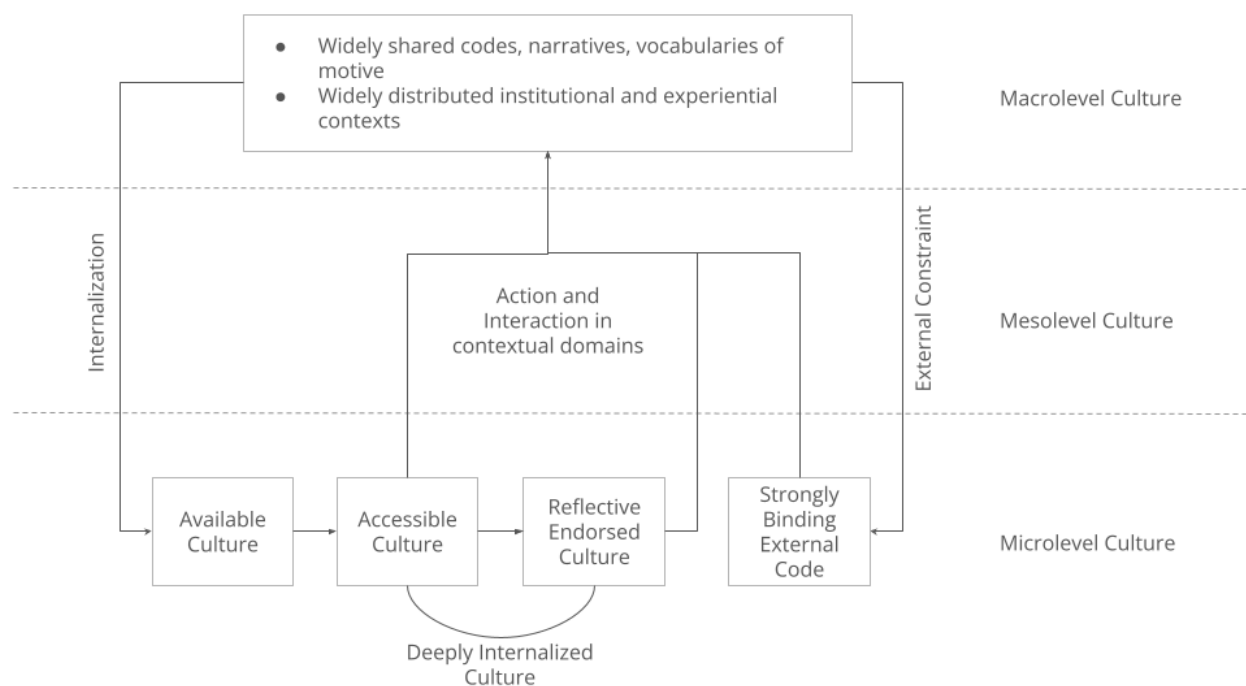 ● Widely shared codes, narratives, vocabularies of
motive
● Widely distributed institutional and experiential
contexts
Macrolevel Culture
Internalization
Action and
Interaction in
contextual domains
External Constraint
Mesolevel Culture
Available
Culture
Accessible
Culture
Reflective
Endorsed
Culture
Strongly
Binding
External
Code
Microlevel Culture
Deeply Internalized
Culture